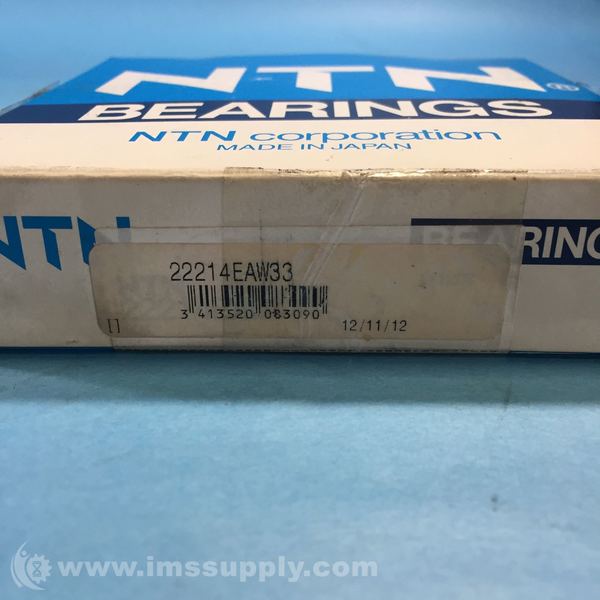 NTN®
BEARINGS
NTN corporation
MADE IN JAPAN
NTN
BEARING
22214EAW33
3 413520 083090
[] 12/11/12
www.imssupply.com